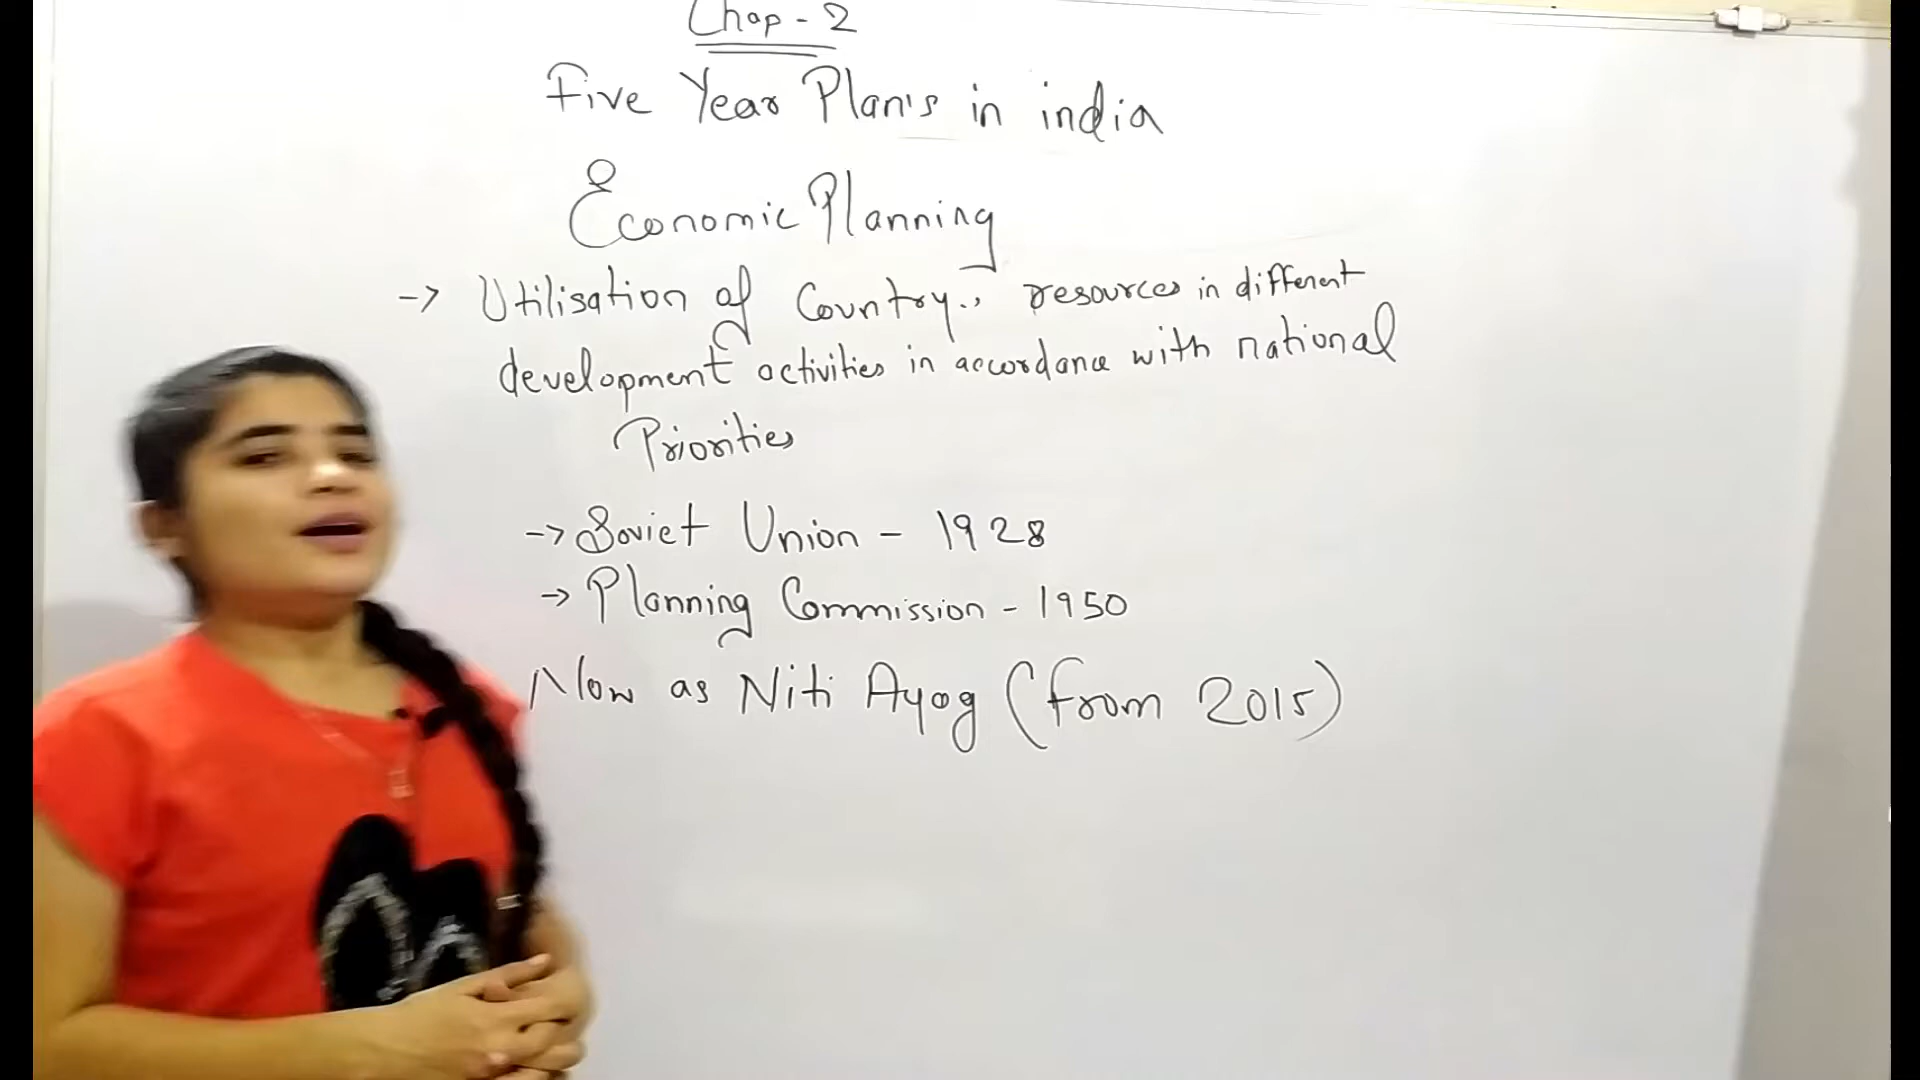 Chap - 2
Five Year Plan's in india
Economic Planning
-> Utilisation of Country's resources in different
development activities in accordance with national
Priorities
-> Soviet Union - 1928
-> Planning Commission - 1950
Now as Niti Ayog (from 2015)